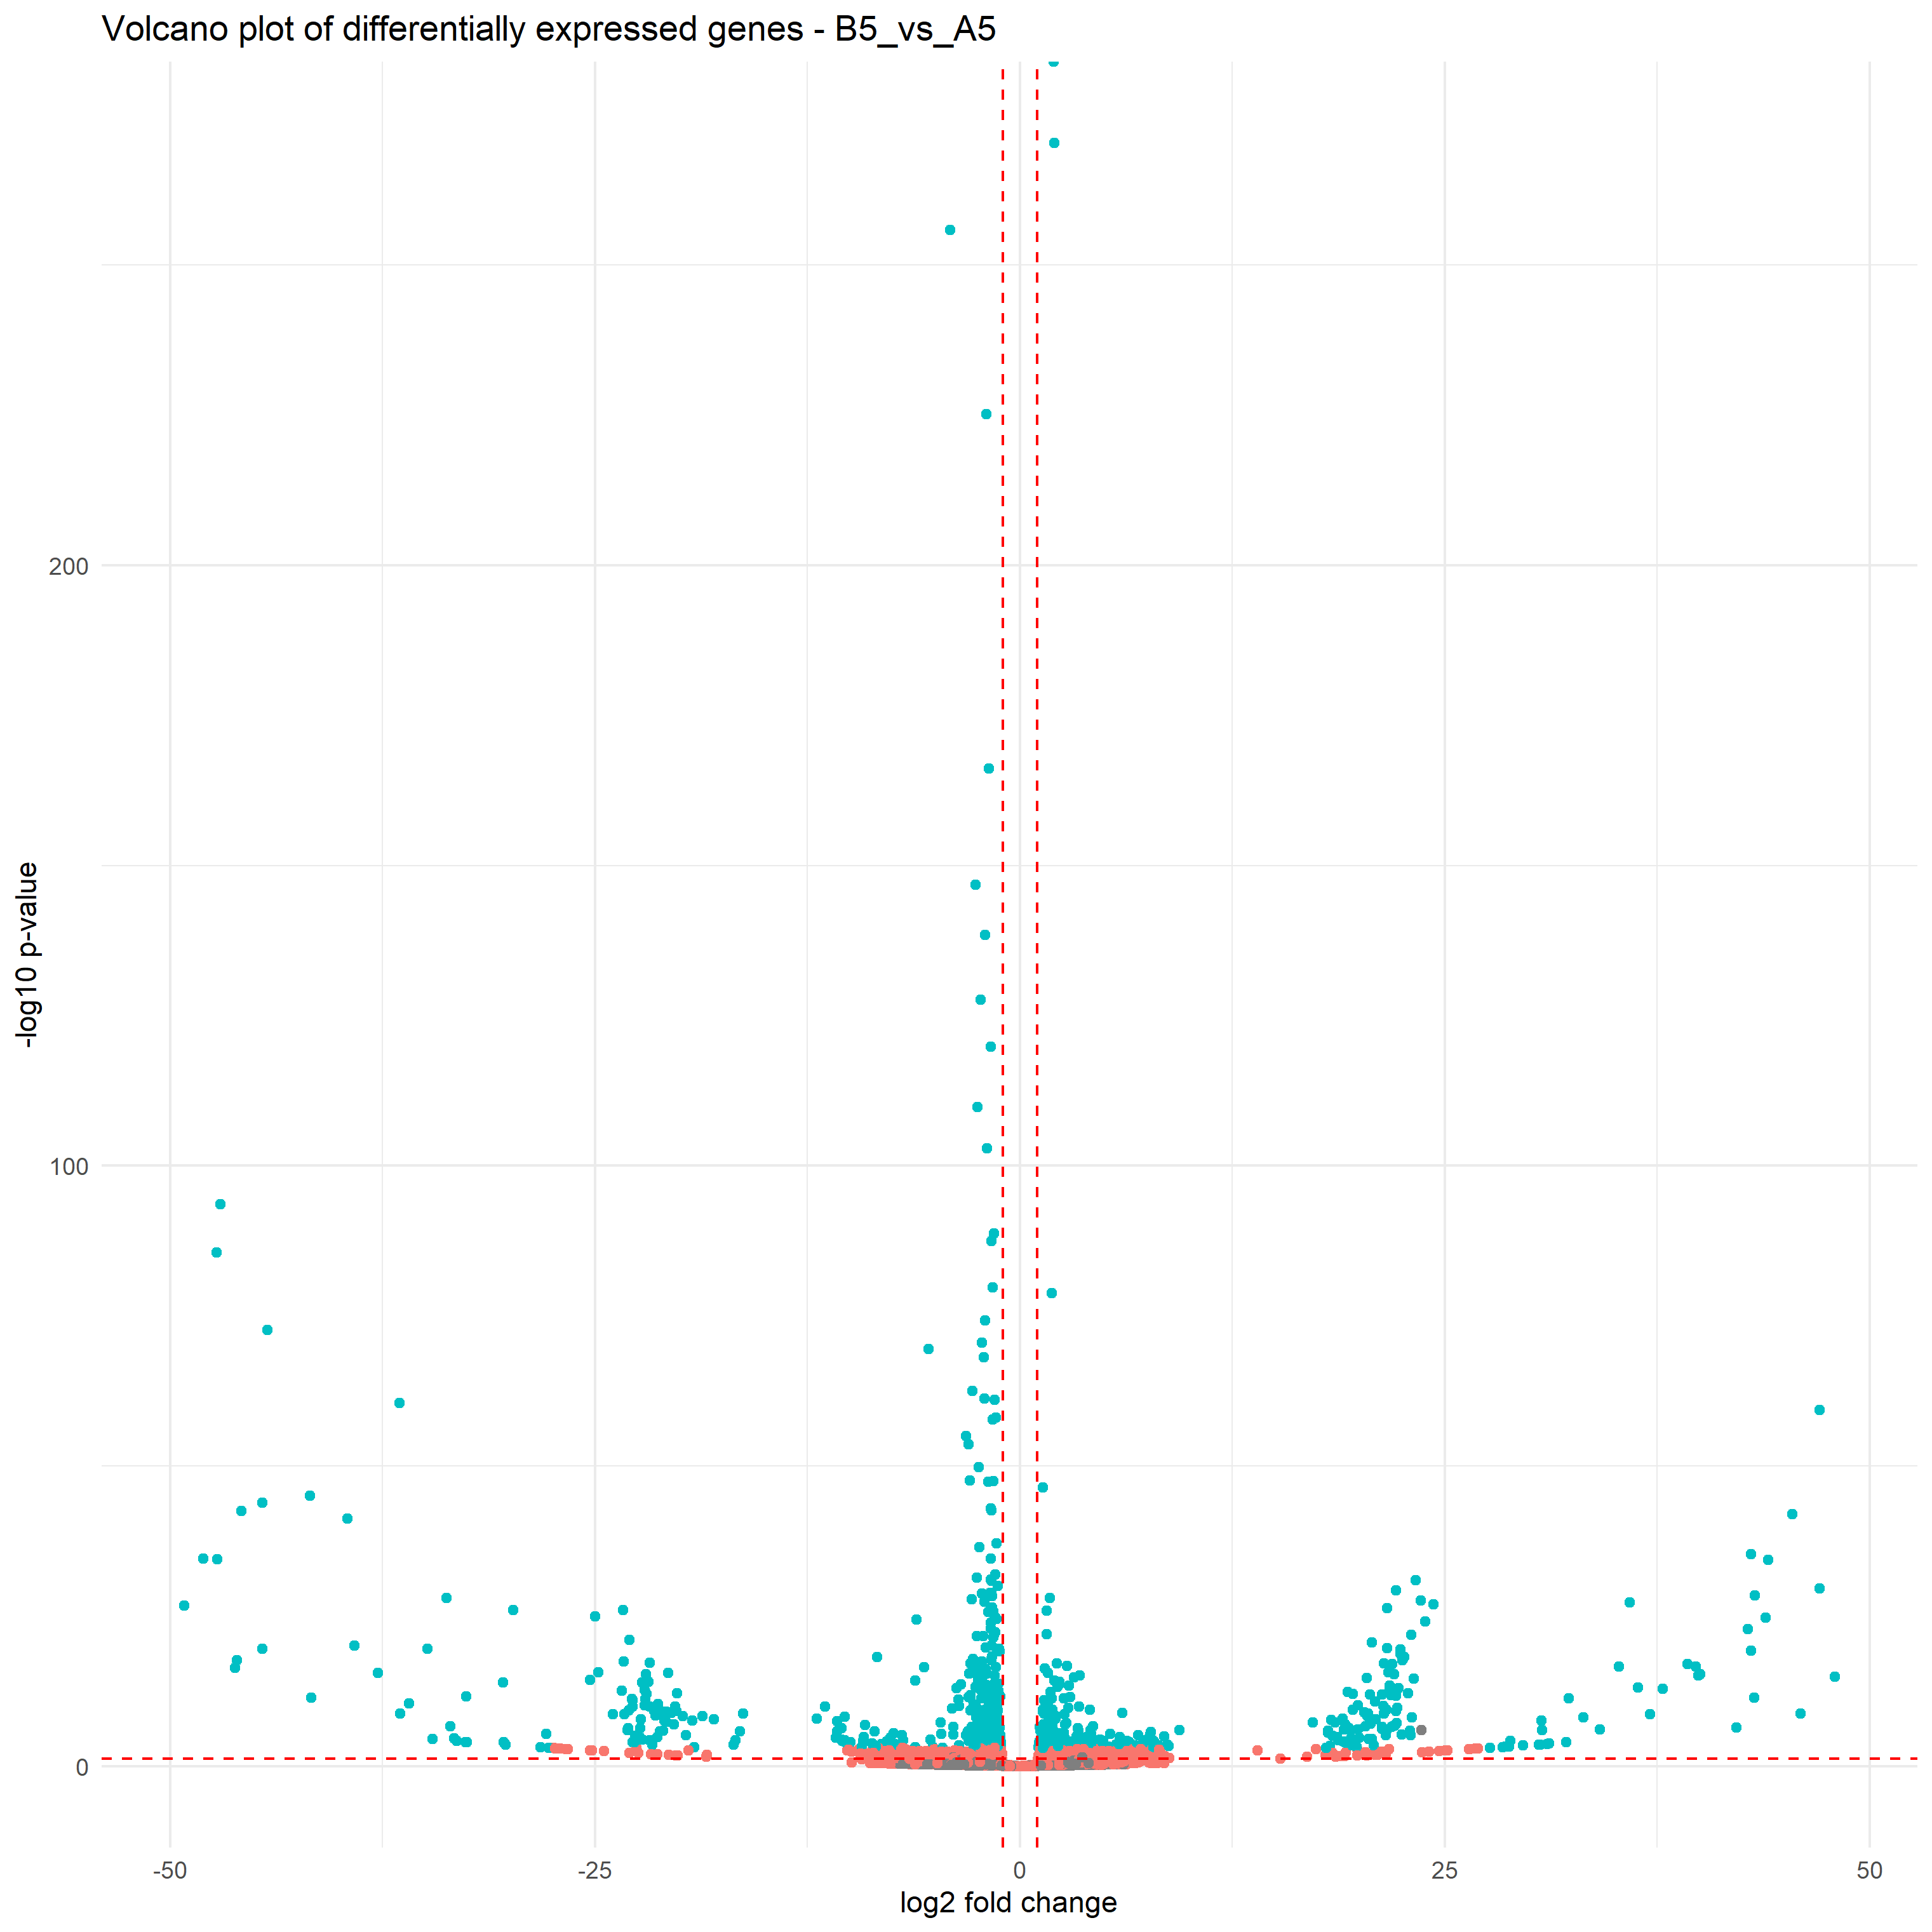 Volcano plot of differentially expressed genes - B5_vs_A5
-log10 p-value
200
100
0
-50
-25
0
25
50
log2 fold change